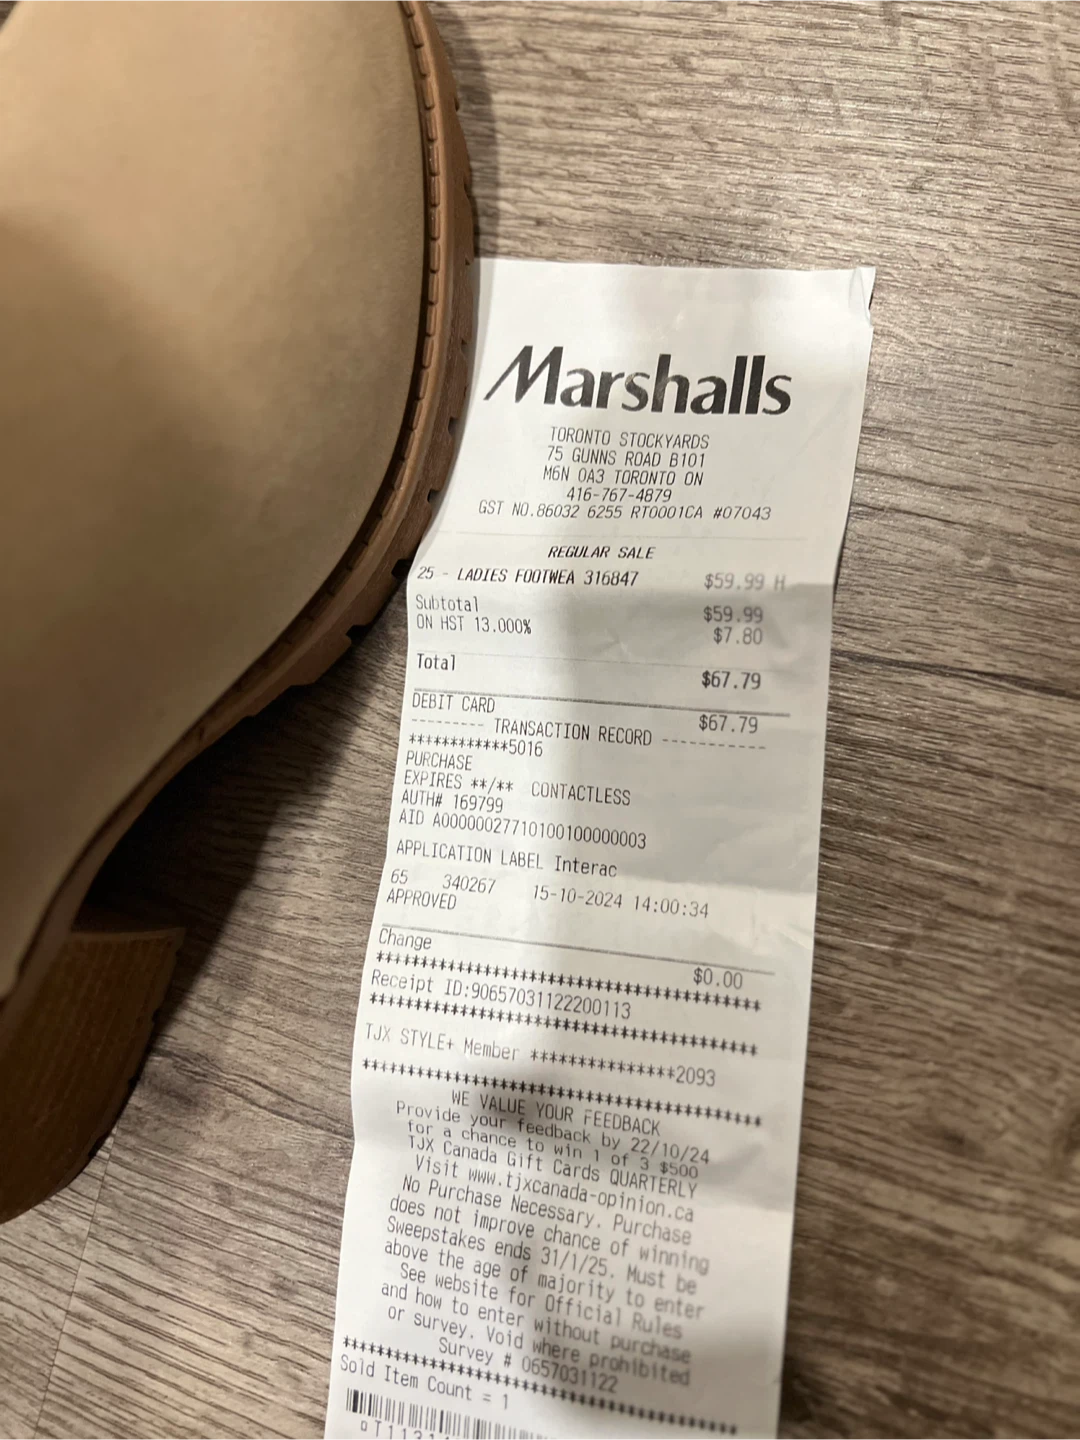 Marshalls
TORONTO STOCKYARDS
75 GUNNS ROAD B101
M6N 0A3 TORONTO ON
416-767-4879
GST NO.86032 6255 RT0001CA #07043
REGULAR SALE
25 - LADIES FOOTWEA 316847 $59.99 H
Subtotal $59.99
ON HST 13.000% $7.80
Total $67.79
DEBIT CARD $67.79
--------- TRANSACTION RECORD -----------
************5016
PURCHASE
EXPIRES **/** CONTACTLESS
AUTH# 169799
AID A0000002771010010000000​3
APPLICATION LABEL Interac
65 340267 15-10-2024 14:00:34
APPROVED
Change $0.00
*******************************************
Receipt ID:90657031122200113
*******************************************
TJX STYLE+ Member ****************2093
*******************************************
WE VALUE YOUR FEEDBACK
Provide your feedback by 22/10/24
for a chance to win 1 of 3 $500
TJX Canada Gift Cards QUARTERLY
Visit www.tjxcanada-opinion.ca
No Purchase Necessary. Purchase
does not improve chance of winning
Sweepstakes ends 31/1/25. Must be
above the age of majority to enter
See website for Official Rules
and how to enter without purchase
or survey. Void where prohibited
Survey # 0657031122
*******************************************
Sold Item Count = 1